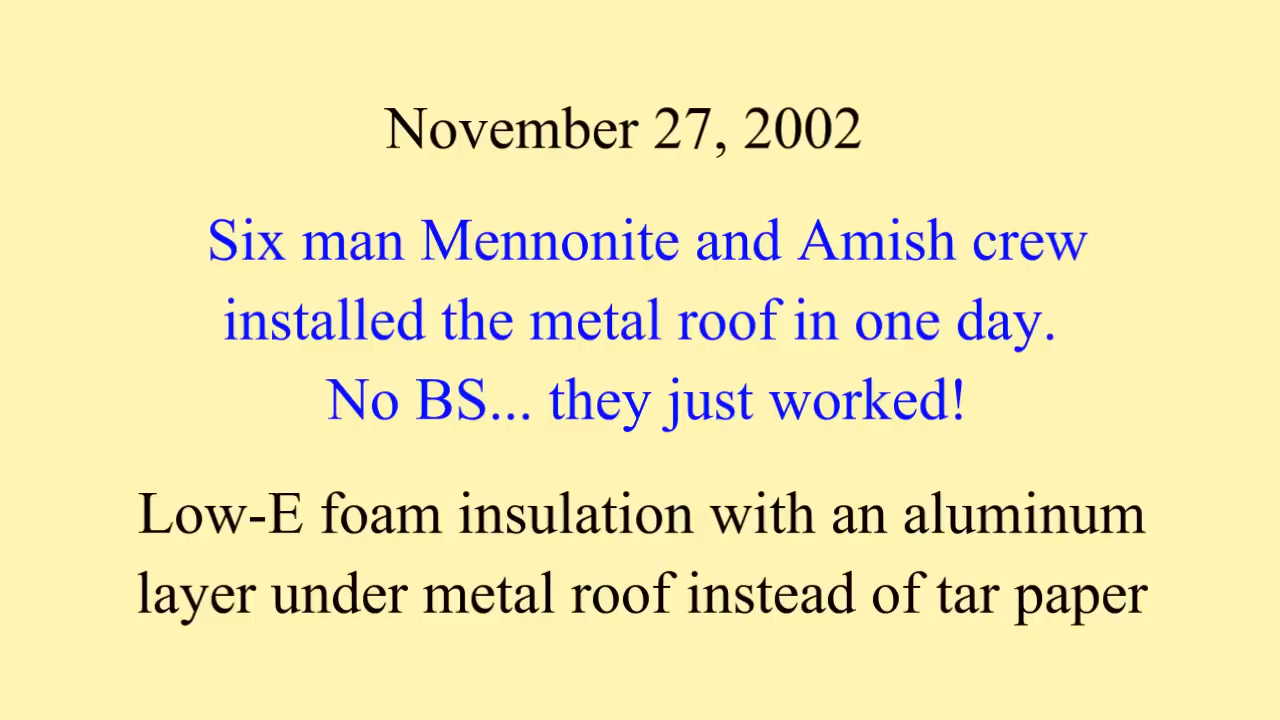 November 27, 2002
Six man Mennonite and Amish crew
installed the metal roof in one day.
No BS... they just worked!
Low-E foam insulation with an aluminum
layer under metal roof instead of tar paper